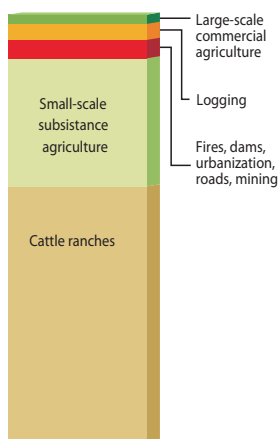 Large-scale
commercial
agriculture
Logging
Fires, dams,
urbanization,
roads, mining
Small-scale
subsistance
agriculture
Cattle ranches